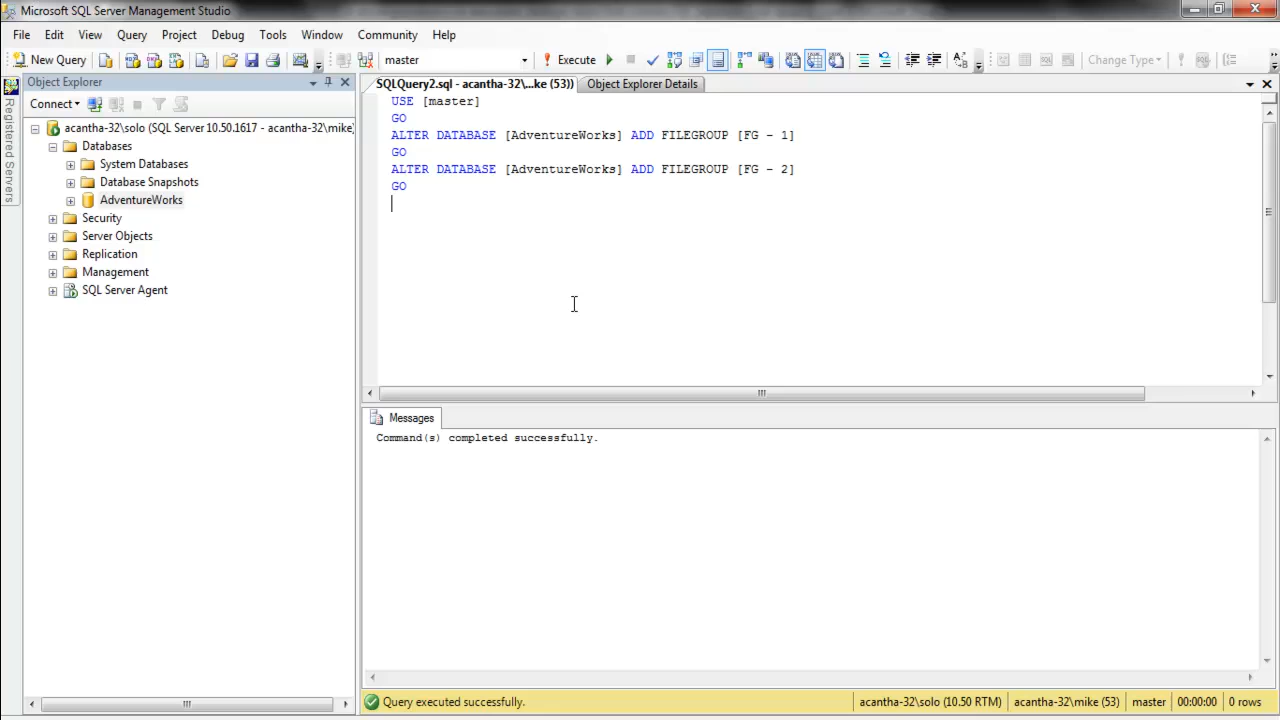 Microsoft SQL Server Management Studio
File Edit View Query Project Debug Tools Window Community Help
New Query master Execute Change Type
Registered Servers
Object Explorer
Connect
acantha-32\solo (SQL Server 10.50.1617 - acantha-32\mike
Databases
System Databases
Database Snapshots
AdventureWorks
Security
Server Objects
Replication
Management
SQL Server Agent
SQLQuery2.sql - acantha-32\...ke (53)) Object Explorer Details
USE [master]
GO
ALTER DATABASE [AdventureWorks] ADD FILEGROUP [FG - 1]
GO
ALTER DATABASE [AdventureWorks] ADD FILEGROUP [FG - 2]
GO
Messages
Command(s) completed successfully.
Query executed successfully. acantha-32\solo (10.50 RTM) acantha-32\mike (53) master 00:00:00 0 rows